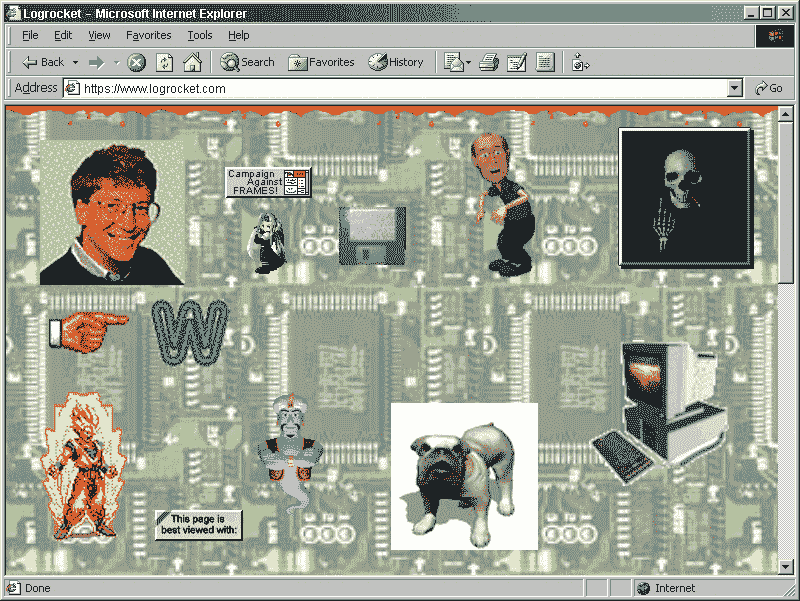 Logrocket – Microsoft Internet Explorer
File Edit View Favorites Tools Help
Back Search Favorites History
Address https://www.logrocket.com Go
Campaign
Against
FRAMES!
W
This page is
best viewed with:
Done Internet